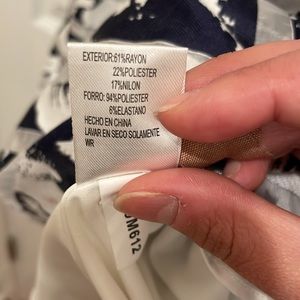 EXTERIOR:61%RAYON
22%POLIESTER
17%NILON
FORRO: 94%POLIESTER
6%ELASTANO
HECHO EN CHINA
LAVAR EN SECO SOLAMENTE
WR
M612